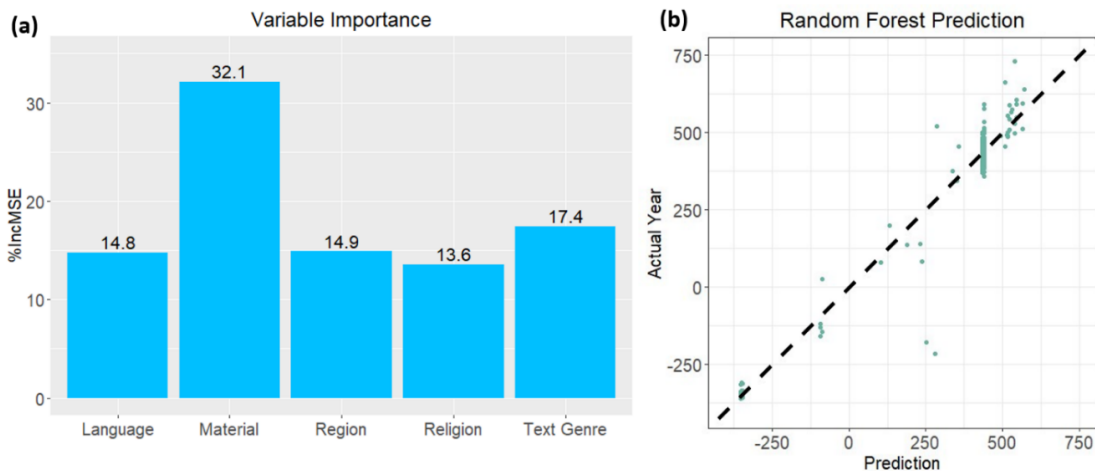 (a)
Variable Importance
%IncMSE
30
20
10
0
14.8
32.1
14.9
13.6
17.4
Language Material Region Religion Text Genre
(b)
Random Forest Prediction
Actual Year
750
500
250
0
-250
-250 0 250 500 750
Prediction